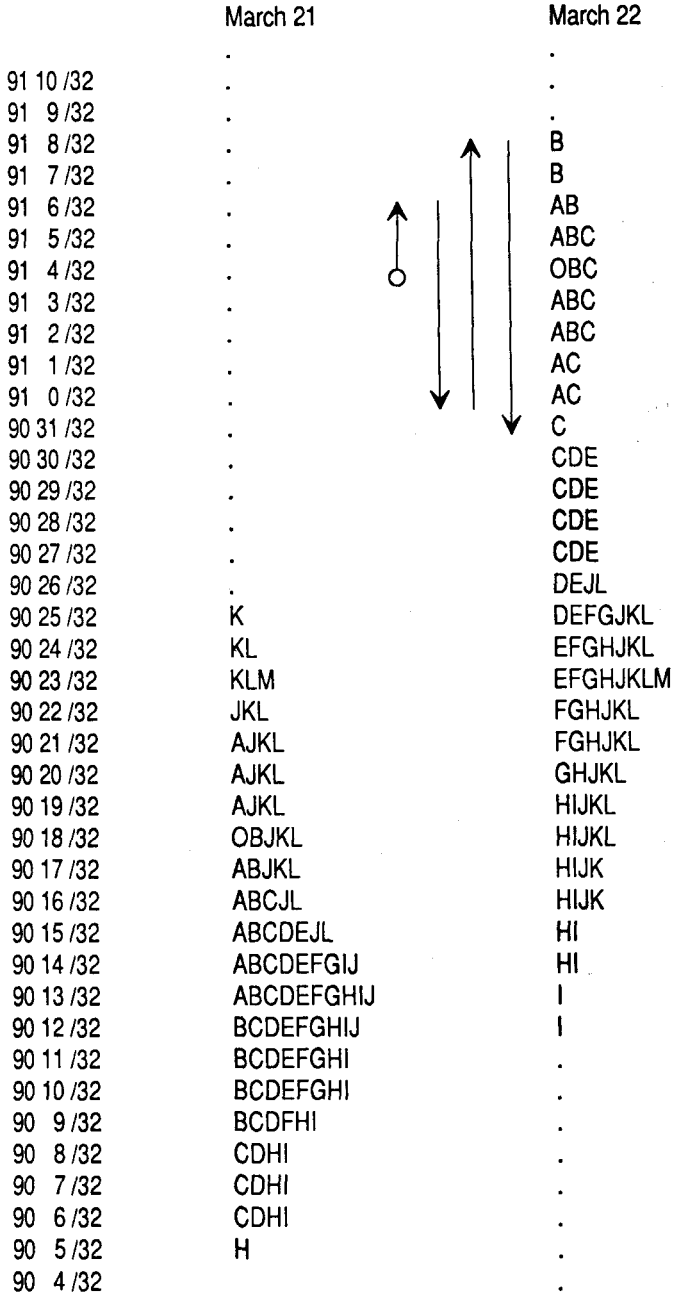 March 21 March 22
. .
91 10 /32 . .
91 9 /32 . .
91 8 /32 . B
91 7 /32 . B
91 6 /32 . AB
91 5 /32 . ABC
91 4 /32 . OBC
91 3 /32 . ABC
91 2 /32 . ABC
91 1 /32 . AC
91 0 /32 . AC
90 31 /32 . C
90 30 /32 . CDE
90 29 /32 . CDE
90 28 /32 . CDE
90 27 /32 . CDE
90 26 /32 . DEJL
90 25 /32 K DEFGJKL
90 24 /32 KL EFGHJKL
90 23 /32 KLM EFGHJKLM
90 22 /32 JKL FGHJKL
90 21 /32 AJKL FGHJKL
90 20 /32 AJKL GHJKL
90 19 /32 AJKL HIJKL
90 18 /32 OBJKL HIJKL
90 17 /32 ABJKL HIJK
90 16 /32 ABCJL HIJK
90 15 /32 ABCDEJL HI
90 14 /32 ABCDEFGIJ HI
90 13 /32 ABCDEFGHIJ I
90 12 /32 BCDEFGHIJ I
90 11 /32 BCDEFGHI .
90 10 /32 BCDEFGHI .
90 9 /32 BCDFHI .
90 8 /32 CDHI .
90 7 /32 CDHI .
90 6 /32 CDHI .
90 5 /32 H .
90 4 /32 .